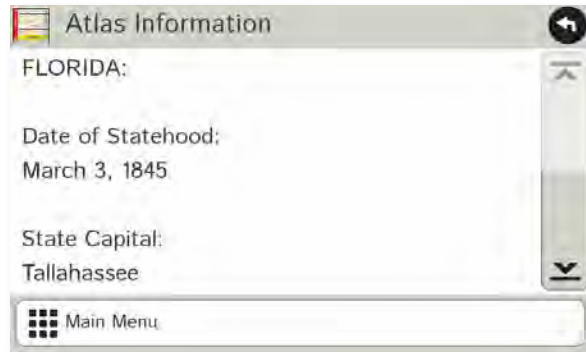 Atlas Information
FLORIDA:
Date of Statehood:
March 3, 1845
State Capital:
Tallahassee
Main Menu